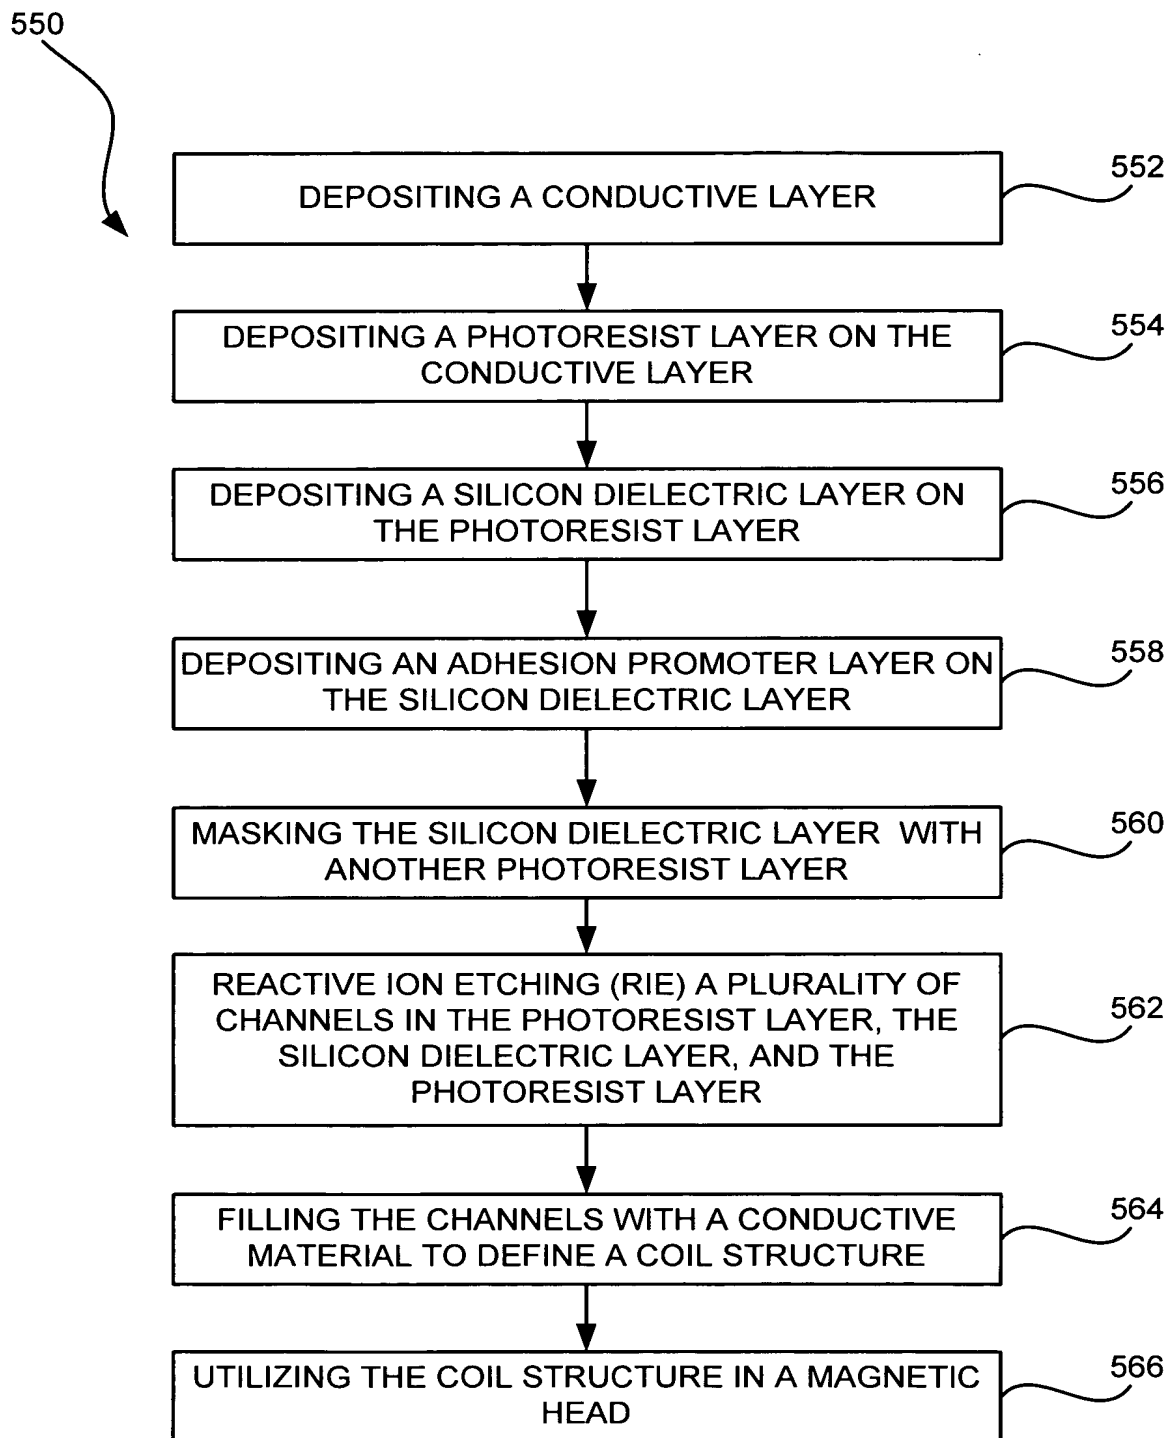 550
DEPOSITING A CONDUCTIVE LAYER
552
DEPOSITING A PHOTORESIST LAYER ON THE
CONDUCTIVE LAYER
554
DEPOSITING A SILICON DIELECTRIC LAYER ON
THE PHOTORESIST LAYER
556
DEPOSITING AN ADHESION PROMOTER LAYER ON
THE SILICON DIELECTRIC LAYER
558
MASKING THE SILICON DIELECTRIC LAYER WITH
ANOTHER PHOTORESIST LAYER
560
REACTIVE ION ETCHING (RIE) A PLURALITY OF
CHANNELS IN THE PHOTORESIST LAYER, THE
SILICON DIELECTRIC LAYER, AND THE
PHOTORESIST LAYER
562
FILLING THE CHANNELS WITH A CONDUCTIVE
MATERIAL TO DEFINE A COIL STRUCTURE
564
UTILIZING THE COIL STRUCTURE IN A MAGNETIC
HEAD
566